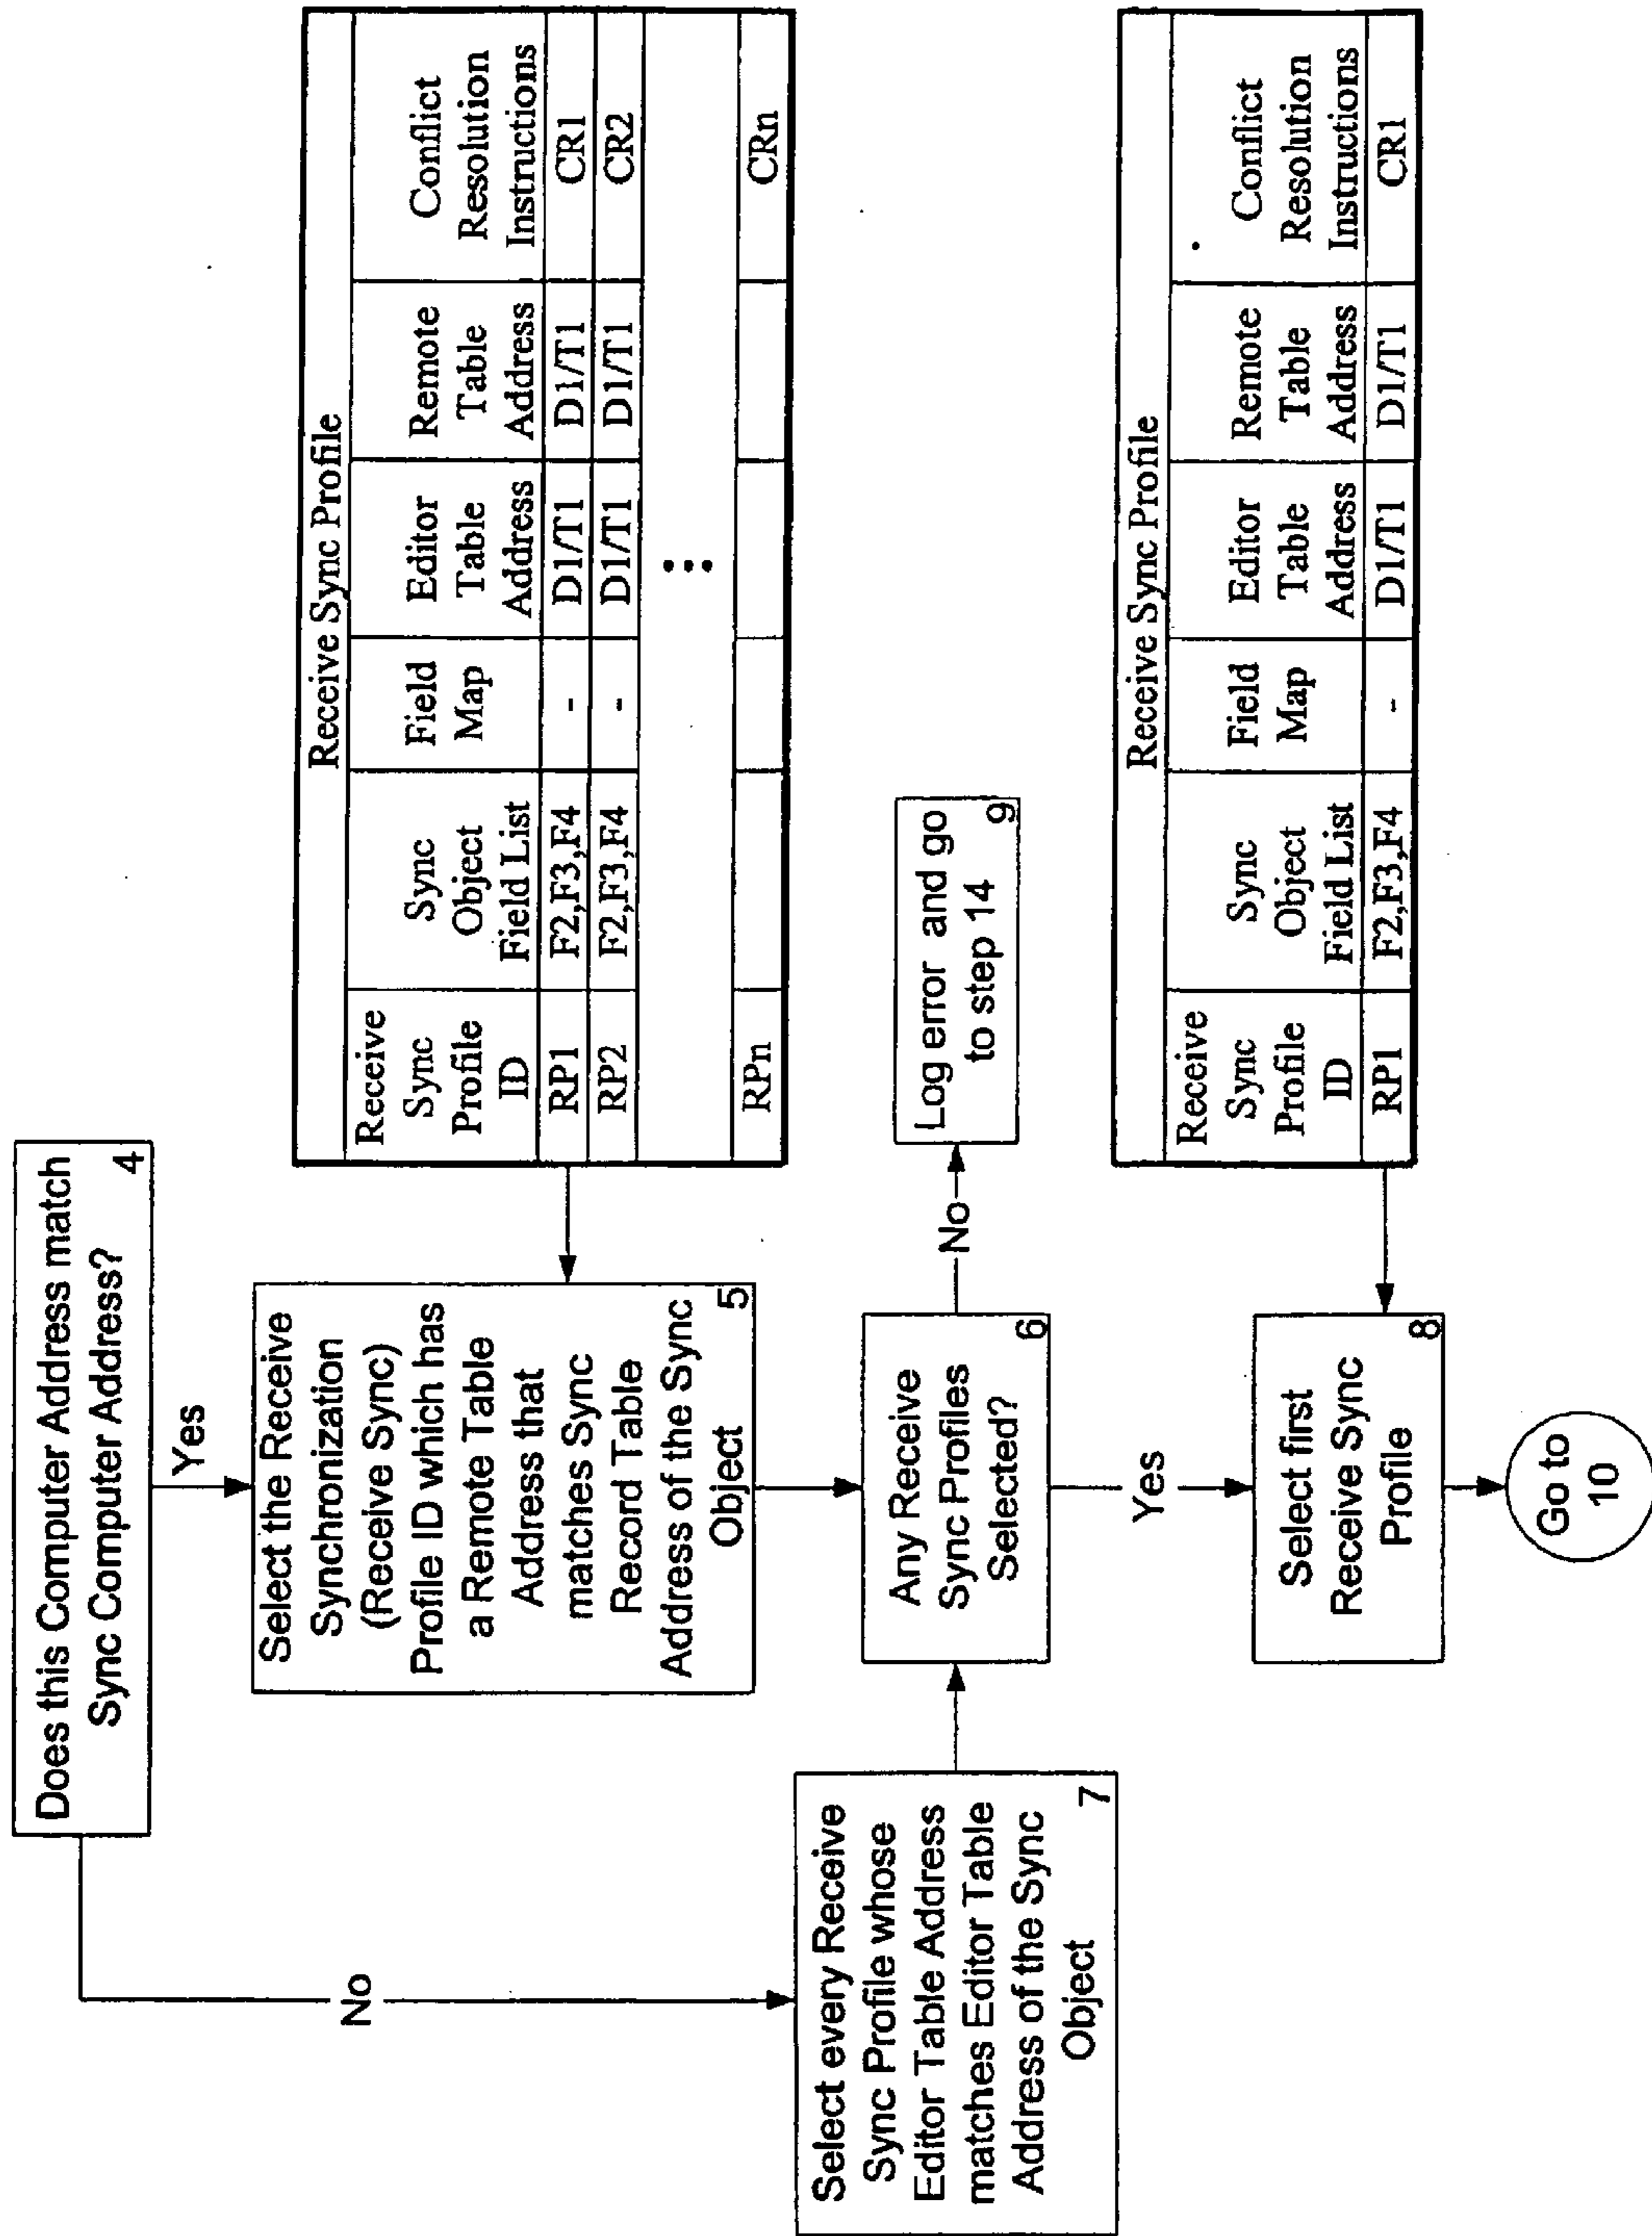 Does this Computer Address match
Sync Computer Address?
4
Yes
No
Select the Receive
Synchronization
(Receive Sync)
Profile ID which has
a Remote Table
Address that
matches Sync
Record Table
Address of the Sync
Object
5
Receive Sync Profile
Receive
Sync
Profile
ID
Sync
Object
Field List
Field
Map
Editor
Table
Address
Remote
Table
Address
Conflict
Resolution
Instructions
RP1 F2,F3,F4 - D1/T1 D1/T1 CR1
RP2 F2,F3,F4 - D1/T1 D1/T1 CR2
⋮
RPn CRn
Select every Receive
Sync Profile whose
Editor Table Address
matches Editor Table
Address of the Sync
Object
7
Any Receive
Sync Profiles
Selected?
6
No
Log error and go
to step 14
9
Yes
Select first
Receive Sync
Profile
8
Receive Sync Profile
Receive
Sync
Profile
ID
Sync
Object
Field List
Field
Map
Editor
Table
Address
Remote
Table
Address
Conflict
Resolution
Instructions
RP1 F2,F3,F4 - D1/T1 D1/T1 CR1
Go to
10